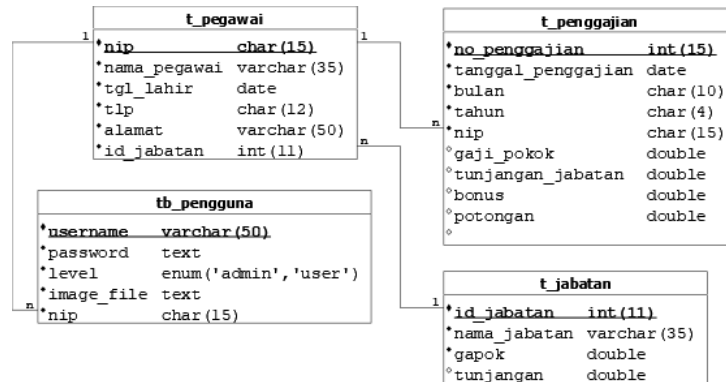 t_pegawai
1
1
nip char(15)
nama_pegawai varchar(35)
tgl_lahir date
tlp char(12)
alamat varchar(50)
id_jabatan int(11)
n
n
t_penggajian
no_penggajian int(15)
tanggal_penggajian date
bulan char(10)
tahun char(4)
nip char(15)
gaji_pokok double
tunjangan_jabatan double
bonus double
potongan double
tb_pengguna
username varchar(50)
password text
level enum('admin','user')
image_file text
nip char(15)
n
t_jabatan
1
id_jabatan int(11)
nama_jabatan varchar(35)
gapok double
tunjangan double